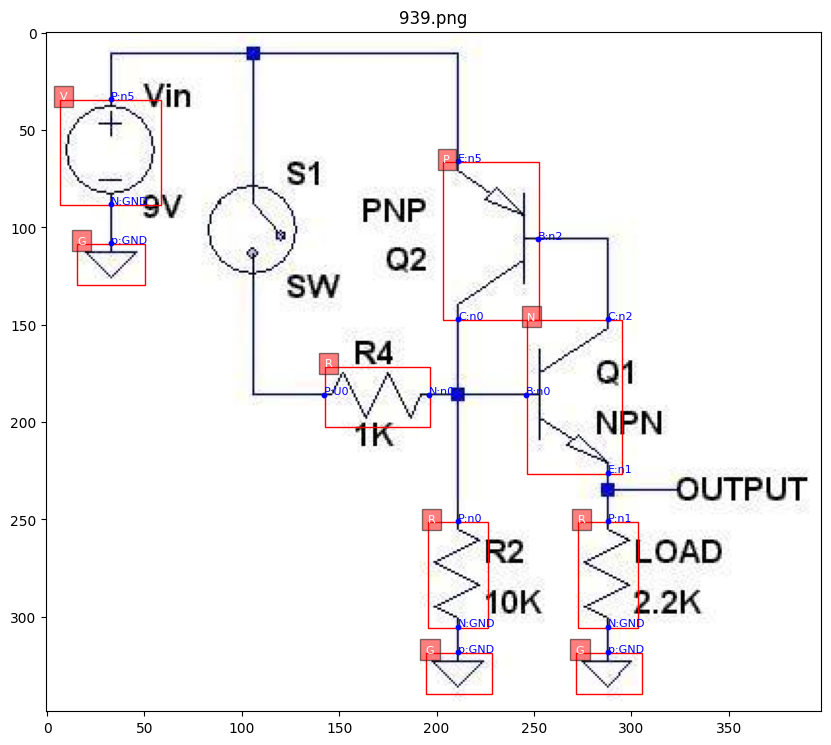 939.png
0
50
100
150
200
250
300
0
50
100
150
200
250
300
350
V
P:n5
Vin
N:GND
9V
G
p:GND
S1
SW
P
E:n5
PNP
Q2
B:n2
C:n0
N
C:n2
Q1
NPN
B:n0
E:n1
R
R4
P:U0
N:n0
1K
OUTPUT
R
P:n0
R2
10K
N:GND
R
P:n1
LOAD
2.2K
N:GND
G
p:GND
G
p:GND